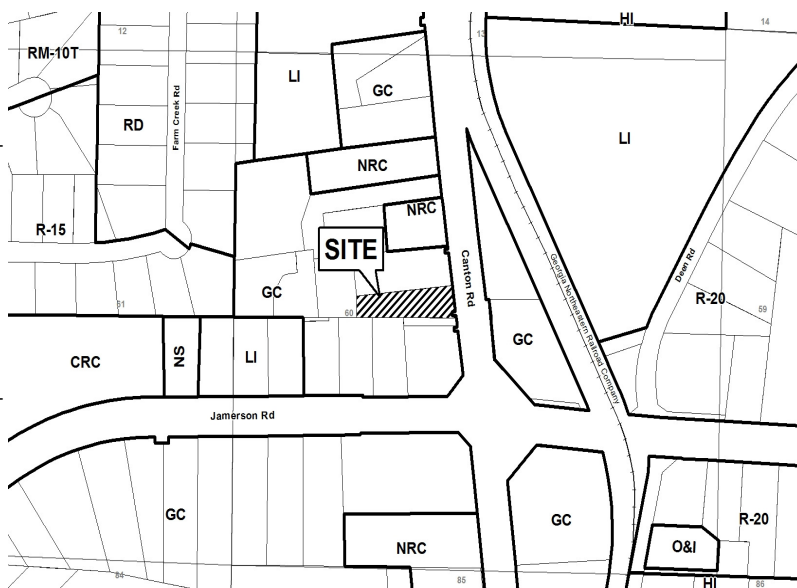 HI
14
12
13
RM-10T
LI
GC
RD
Farm Creek Rd
LI
NRC
R-15
NRC
SITE
Canton Rd
Georgia Northeastern Railroad Company
Dean Rd
R-20
GC
61
60
59
GC
CRC
NS
LI
Jamerson Rd
GC
GC
R-20
NRC
O&I
84
85
HI
86